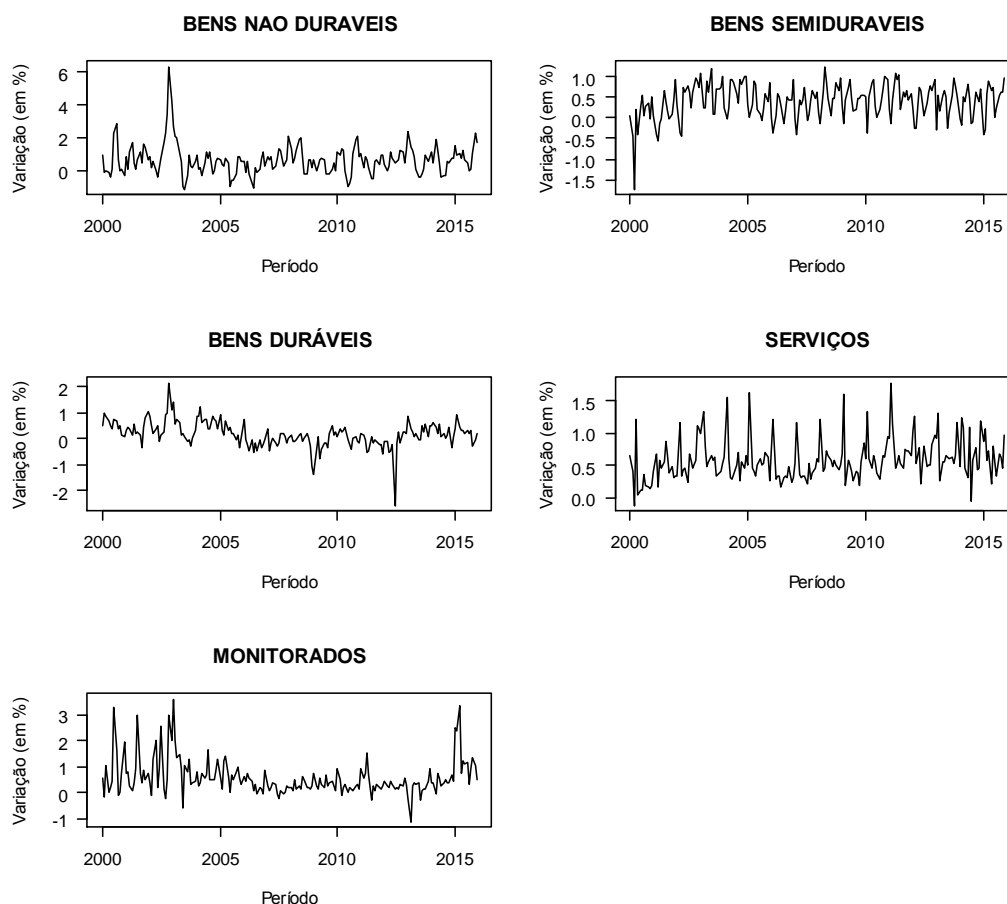 BENS NAO DURAVEIS
Variação (em %)
6
4
2
0
2000 2005 2010 2015
Período
BENS SEMIDURAVEIS
Variação (em %)
1.0
0.5
0.0
-0.5
-1.0
-1.5
2000 2005 2010 2015
Período
BENS DURÁVEIS
Variação (em %)
2
1
0
-1
-2
2000 2005 2010 2015
Período
SERVIÇOS
Variação (em %)
1.5
1.0
0.5
0.0
2000 2005 2010 2015
Período
MONITORADOS
Variação (em %)
3
2
1
0
-1
2000 2005 2010 2015
Período